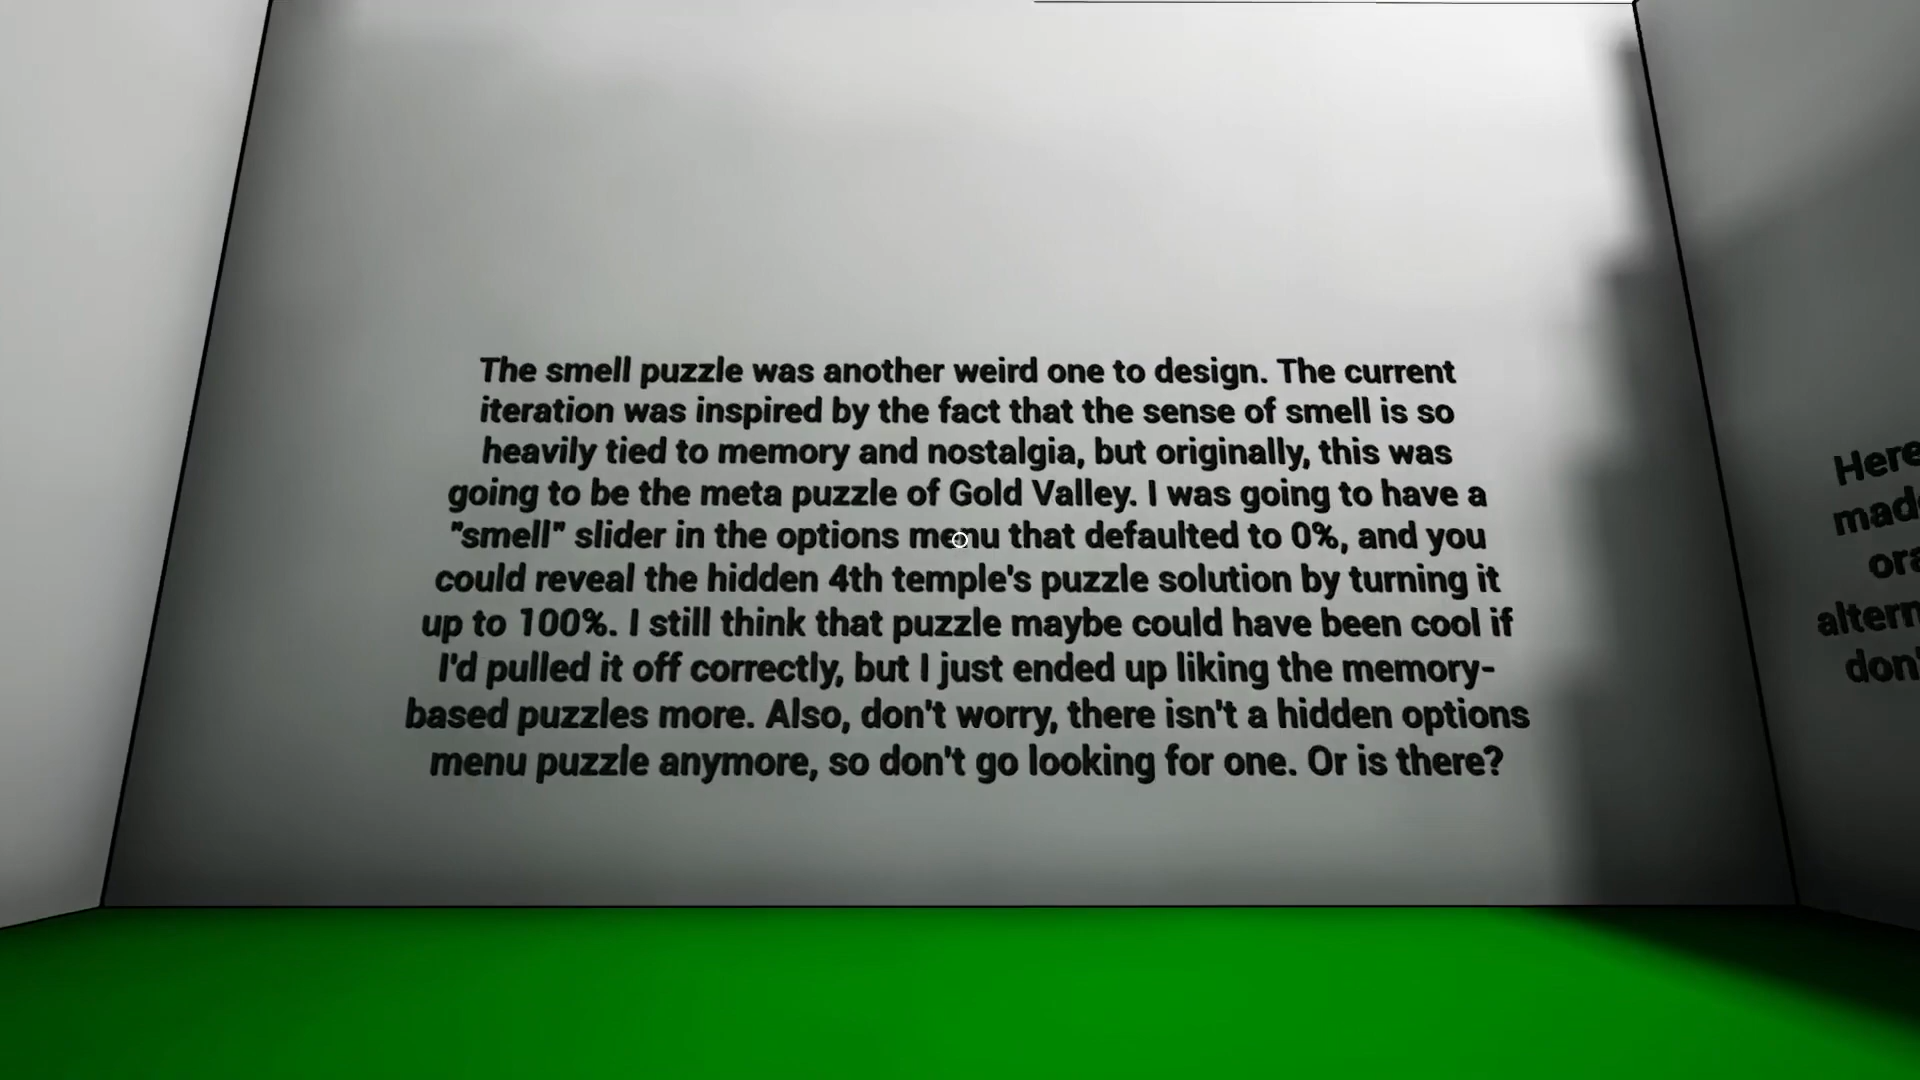 The smell puzzle was another weird one to design. The current
iteration was inspired by the fact that the sense of smell is so
heavily tied to memory and nostalgia, but originally, this was
going to be the meta puzzle of Gold Valley. I was going to have a
"smell" slider in the options menu that defaulted to 0%, and you
could reveal the hidden 4th temple's puzzle solution by turning it
up to 100%. I still think that puzzle maybe could have been cool if
I'd pulled it off correctly, but I just ended up liking the memory-
based puzzles more. Also, don't worry, there isn't a hidden options
menu puzzle anymore, so don't go looking for one. Or is there?
Here